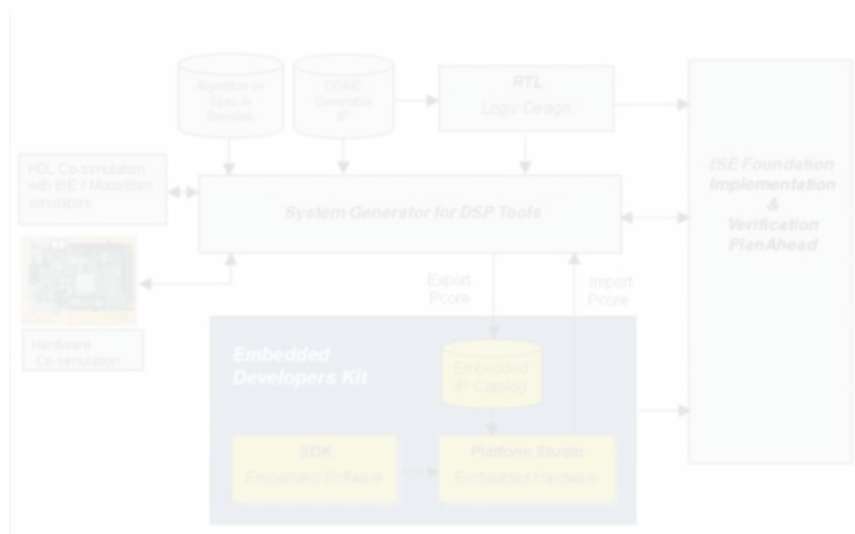 Algorithm
Spec in
CORE
Generator
IP
RTL
Logic Design
HDL Co-simulation
with ISE / ModelSim
simulators
System Generator for DSP Tools
ISE Foundation
Implementation
&
Verification
PlanAhead
Export
Pcore
Import
Pcore
Hardware
Co-simulation
Embedded
Developers Kit
Embedded
IP Catalog
SDK
Embedded Software
Platform Studio
Embedded Hardware